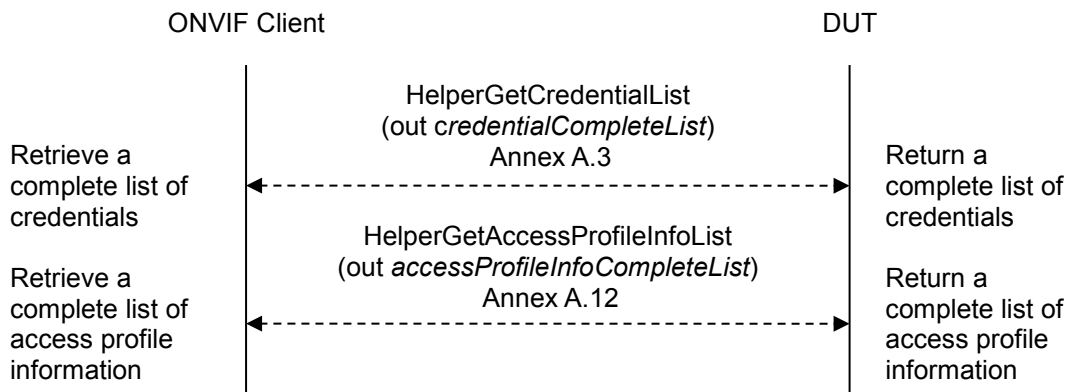 ONVIF Client
DUT
HelperGetCredentialList
(out credentialCompleteList)
Annex A.3
Retrieve a
complete list of
credentials
Return a
complete list of
credentials
HelperGetAccessProfileInfoList
(out accessProfileInfoCompleteList)
Annex A.12
Retrieve a
complete list of
access profile
information
Return a
complete list of
access profile
information